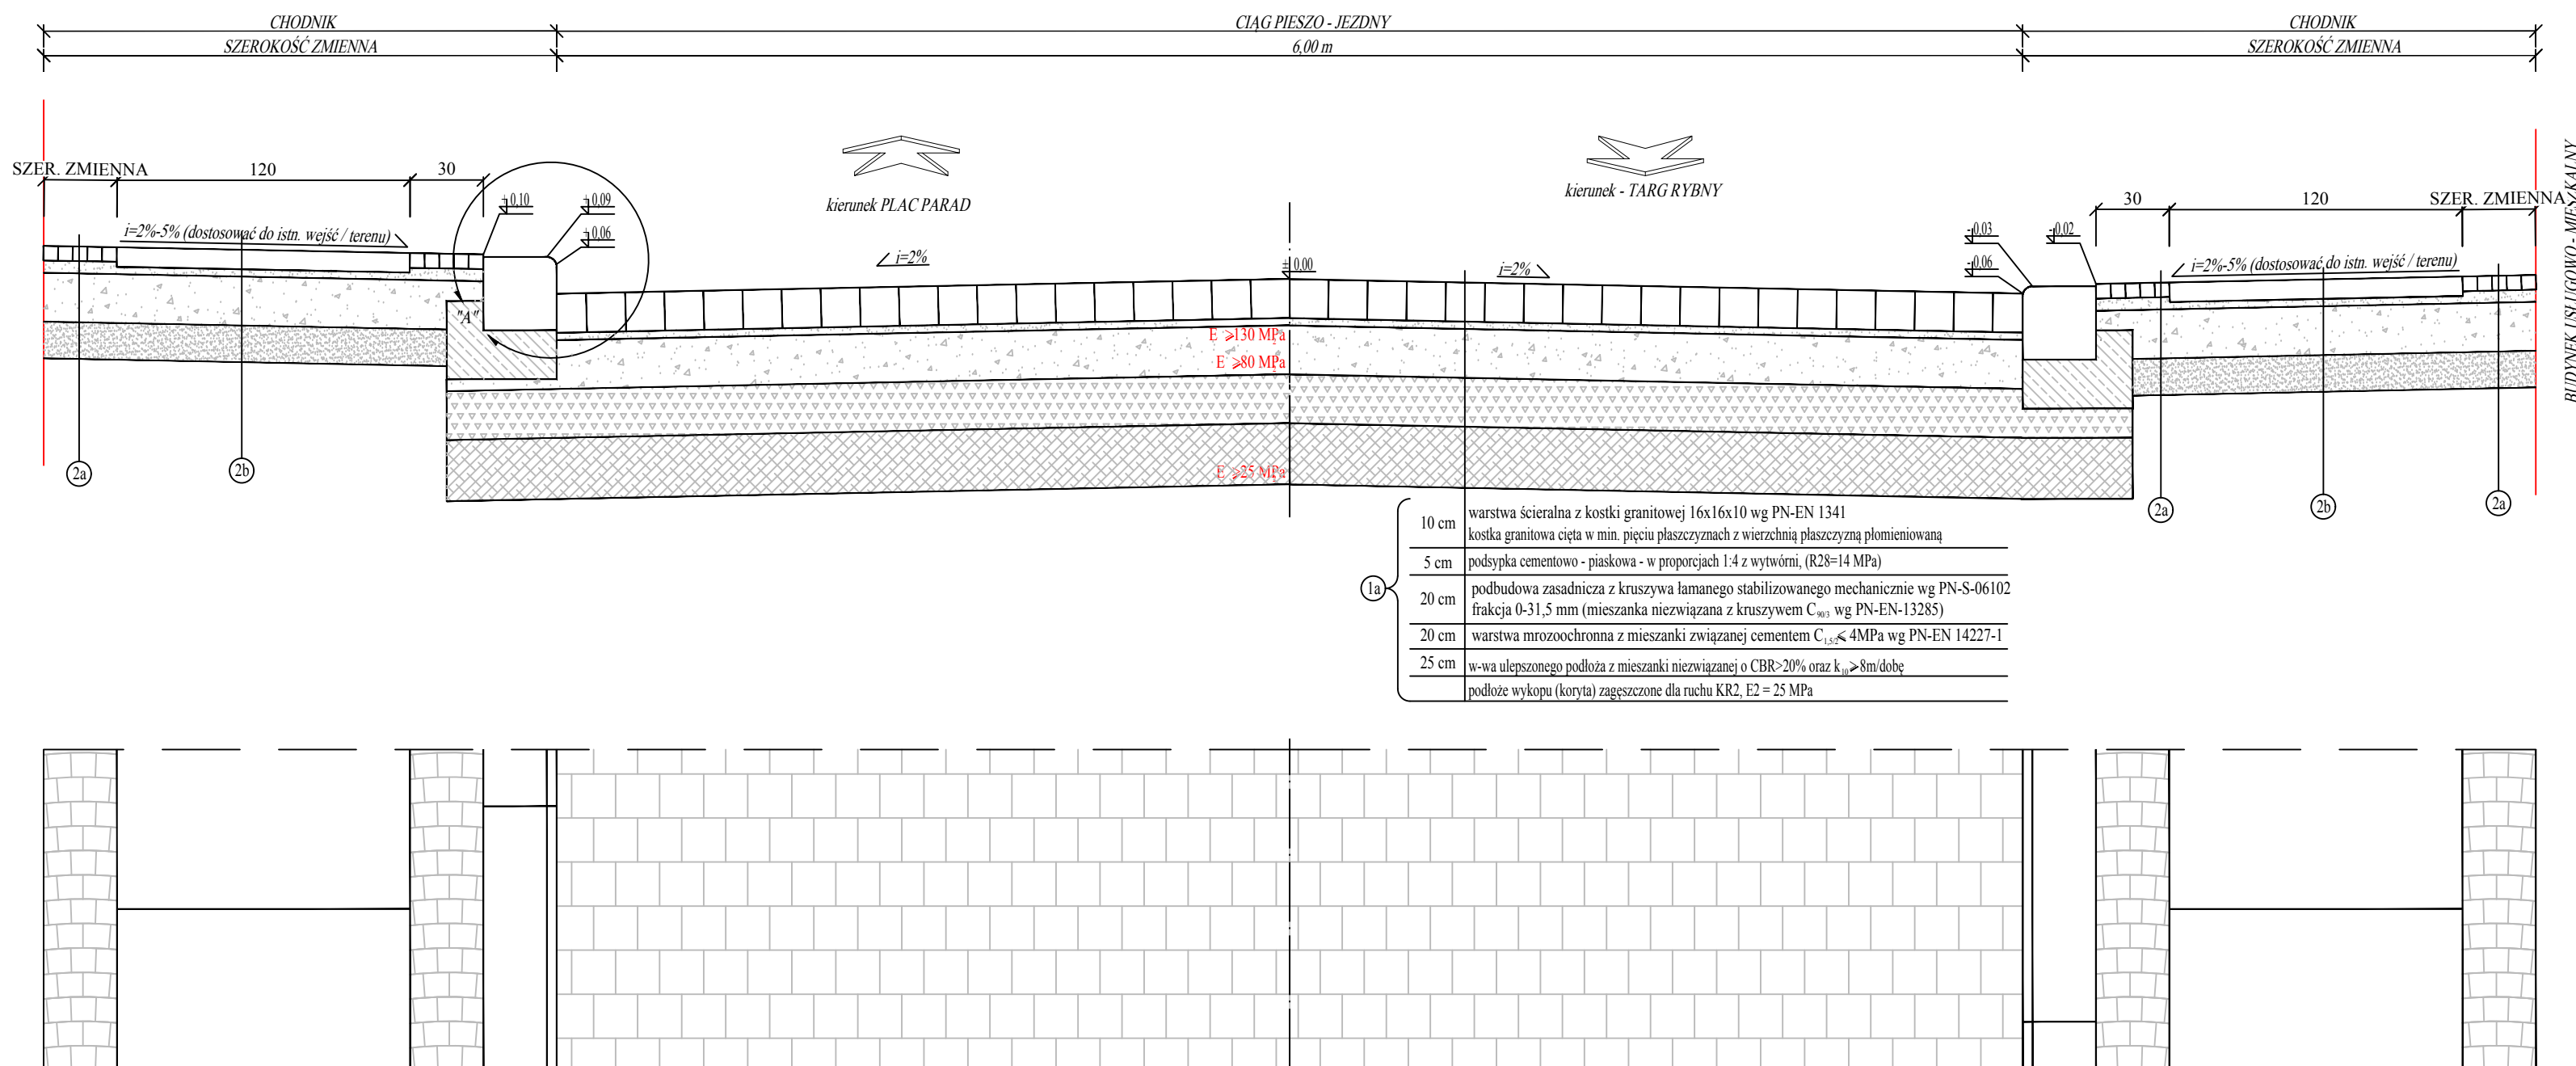 CHODNIK
CIĄG PIESZO - JEZDNY
CHODNIK
SZEROKOŚĆ ZMIENNA
6,00 m
SZEROKOŚĆ ZMIENNA
SZER. ZMIENNA
120
30
kierunek PLAC PARAD
kierunek - TARG RYBNY
30
120
SZER. ZMIENNA
BUDYNEK USŁUGOWO - MIESZKALNY
+0,10
+0,09
+0,06
i=2%-5% (dostosować do istn. wejść / terenu)
i=2%
±0,00
i=2%
-0,03
-0,02
-0,06
i=2%-5% (dostosować do istn. wejść / terenu)
"A"
E ≥130 MPa
E ≥80 MPa
E ≥25 MPa
2a
2b
2a
2b
2a
1a
10 cm
warstwa ścieralna z kostki granitowej 16x16x10 wg PN-EN 1341
kostka granitowa cięta w min. pięciu płaszczyznach z wierzchnią płaszczyzną płomieniowaną
5 cm
podsypka cementowo - piaskowa - w proporcjach 1:4 z wytwórni, (R28=14 MPa)
20 cm
podbudowa zasadnicza z kruszywa łamanego stabilizowanego mechanicznie wg PN-S-06102
frakcja 0-31,5 mm (mieszanka niezwiązana z kruszywem C90/3 wg PN-EN-13285)
20 cm
warstwa mrozoochronna z mieszanki związanej cementem C1,5/2≤ 4MPa wg PN-EN 14227-1
25 cm
w-wa ulepszonego podłoża z mieszanki niezwiązanej o CBR>20% oraz k10≥8m/dobę
podłoże wykopu (koryta) zagęszczone dla ruchu KR2, E2 = 25 MPa